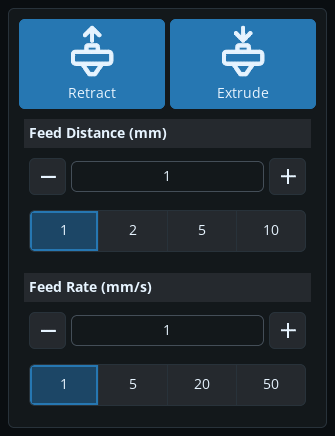 Retract Extrude
Feed Distance (mm)
1
1 2 5 10
Feed Rate (mm/s)
1
1 5 20 50